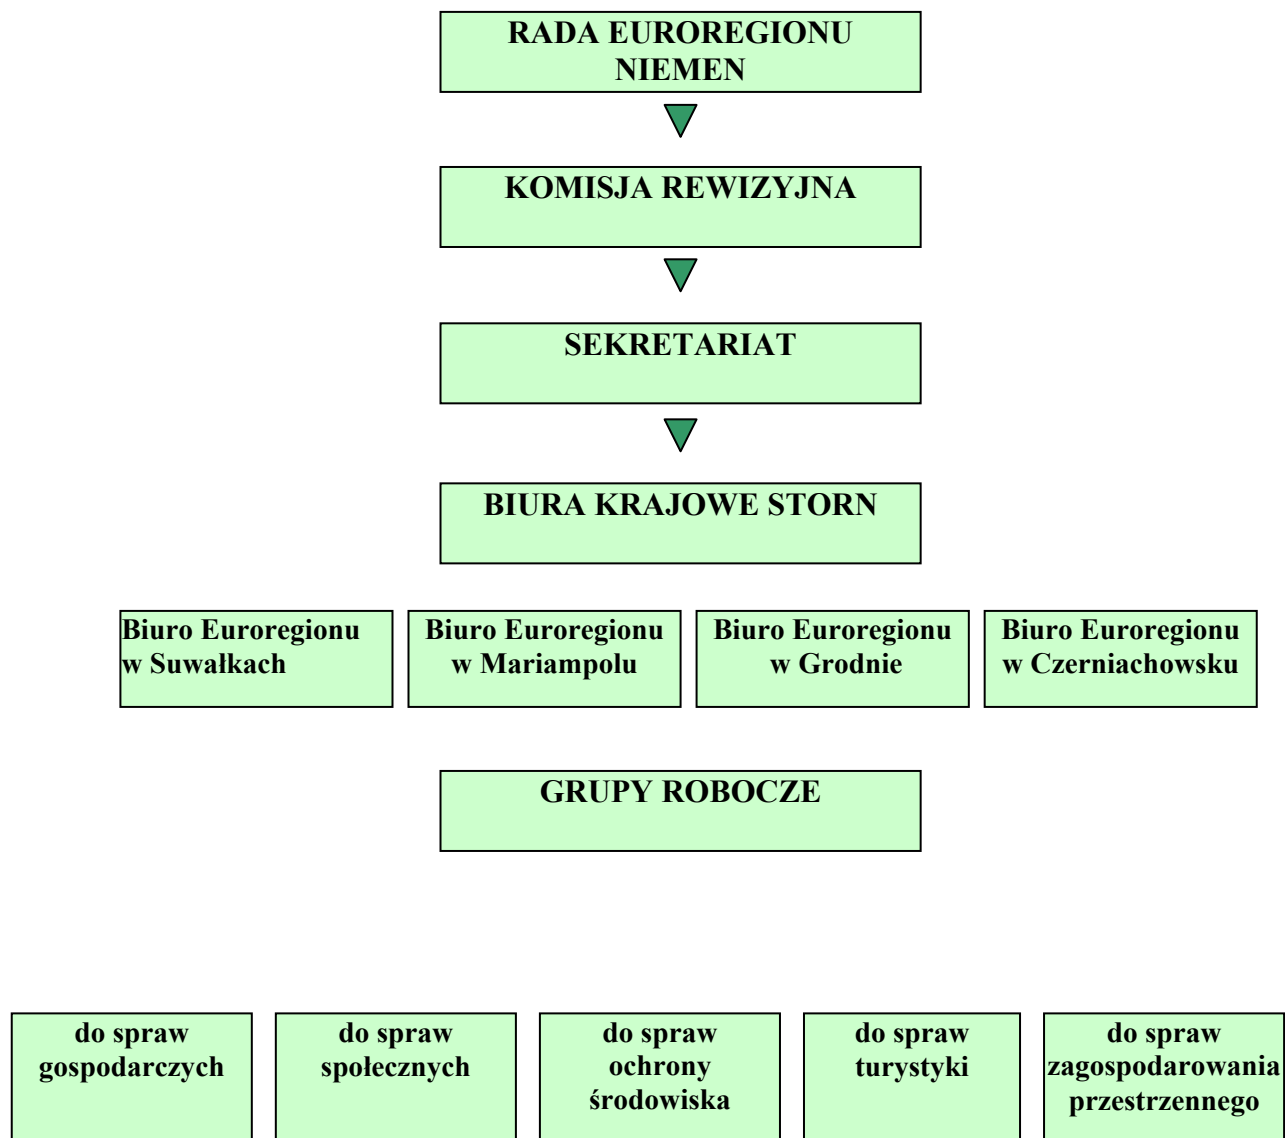 RADA EUROREGIONU
NIEMEN
KOMISJA REWIZYJNA
SEKRETARIAT
BIURA KRAJOWE STORN
Biuro Euroregionu
w Suwałkach
Biuro Euroregionu
w Mariampolu
Biuro Euroregionu
w Grodnie
Biuro Euroregionu
w Czerniachowsku
GRUPY ROBOCZE
do spraw
gospodarczych
do spraw
społecznych
do spraw
ochrony
środowiska
do spraw
turystyki
do spraw
zagospodarowania
przestrzennego